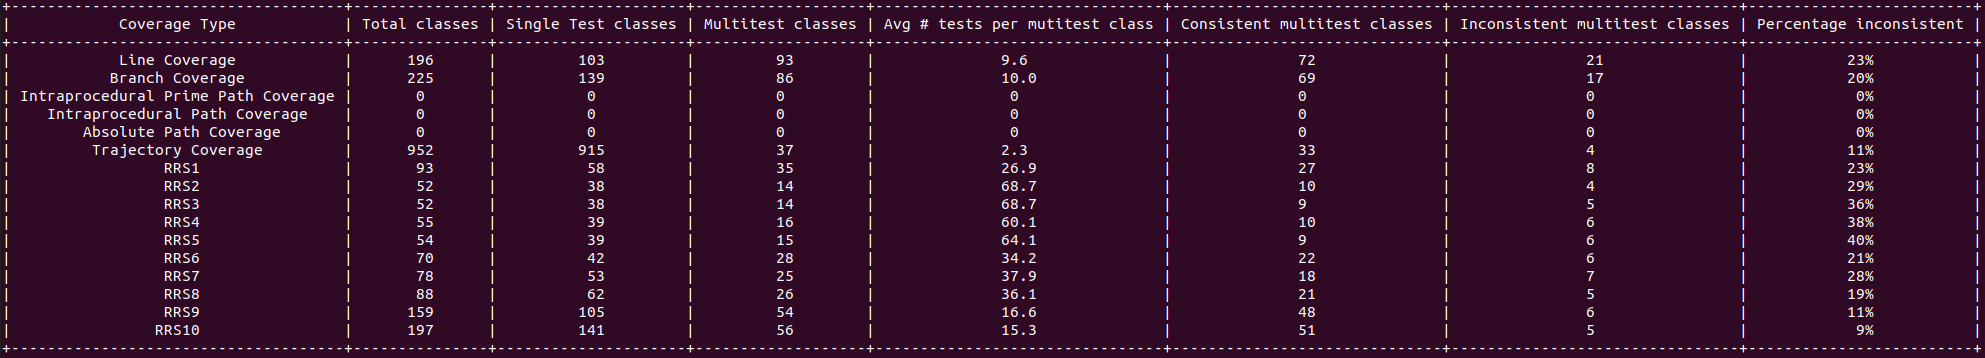 +--------------------------------------+----------------+----------------------+--------------------+---------------------------------+--------------------------------+----------------------------------+--------------------------+
| Coverage Type | Total classes | Single Test classes | Multitest classes | Avg # tests per mutitest class | Consistent multitest classes | Inconsistent multitest classes | Percentage inconsistent |
+--------------------------------------+----------------+----------------------+--------------------+---------------------------------+--------------------------------+----------------------------------+--------------------------+
| Line Coverage | 196 | 103 | 93 | 9.6 | 72 | 21 | 23% |
| Branch Coverage | 225 | 139 | 86 | 10.0 | 69 | 17 | 20% |
| Intraprocedural Prime Path Coverage | 0 | 0 | 0 | 0 | 0 | 0 | 0% |
| Intraprocedural Path Coverage | 0 | 0 | 0 | 0 | 0 | 0 | 0% |
| Absolute Path Coverage | 0 | 0 | 0 | 0 | 0 | 0 | 0% |
| Trajectory Coverage | 952 | 915 | 37 | 2.3 | 33 | 4 | 11% |
| RRS1 | 93 | 58 | 35 | 26.9 | 27 | 8 | 23% |
| RRS2 | 52 | 38 | 14 | 68.7 | 10 | 4 | 29% |
| RRS3 | 52 | 38 | 14 | 68.7 | 9 | 5 | 36% |
| RRS4 | 55 | 39 | 16 | 60.1 | 10 | 6 | 38% |
| RRS5 | 54 | 39 | 15 | 64.1 | 9 | 6 | 40% |
| RRS6 | 70 | 42 | 28 | 34.2 | 22 | 6 | 21% |
| RRS7 | 78 | 53 | 25 | 37.9 | 18 | 7 | 28% |
| RRS8 | 88 | 62 | 26 | 36.1 | 21 | 5 | 19% |
| RRS9 | 159 | 105 | 54 | 16.6 | 48 | 6 | 11% |
| RRS10 | 197 | 141 | 56 | 15.3 | 51 | 5 | 9% |
+--------------------------------------+----------------+----------------------+--------------------+---------------------------------+--------------------------------+----------------------------------+--------------------------+